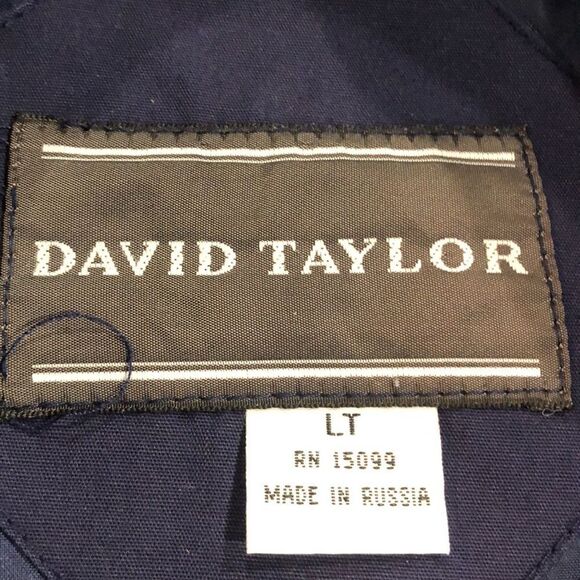 DAVID TAYLOR
LT
RN 15099
MADE IN RUSSIA